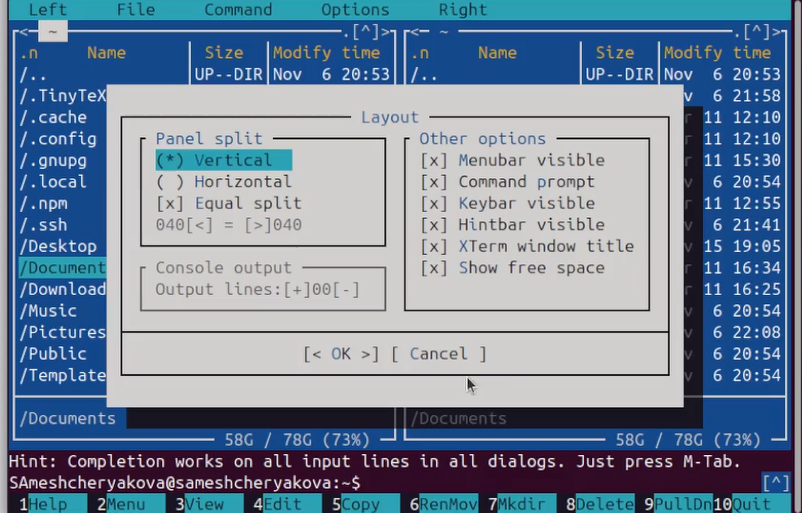 Left File Command Options Right
<─ ~ .[^]> <─ ~ .[^]>
.n Name Size Modify time .n Name Size Modify time
/.. UP--DIR Nov 6 20:53 /.. UP--DIR Nov 6 20:53
/.TinyTeX v 6 21:58
/.cache r 11 12:10
/.config r 11 12:10
/.gnupg r 11 15:30
/.local v 6 20:54
/.npm r 11 12:55
/.ssh v 6 21:41
/Desktop v 15 19:05
/Document r 11 16:34
/Download r 11 16:25
/Music v 6 20:54
/Pictures v 6 22:08
/Public v 6 20:54
/Template v 6 20:54
Layout
Panel split
(*) Vertical
( ) Horizontal
[x] Equal split
040[<] = [>]040
Console output
Output lines:[+]00[-]
Other options
[x] Menubar visible
[x] Command prompt
[x] Keybar visible
[x] Hintbar visible
[x] XTerm window title
[x] Show free space
[< OK >] [ Cancel ]
/Documents /Documents
58G / 78G (73%) 58G / 78G (73%)
Hint: Completion works on all input lines in all dialogs. Just press M-Tab.
SAmeshcheryakova@sameshcheryakova:~$ [^]
1Help 2Menu 3View 4Edit 5Copy 6RenMov 7Mkdir 8Delete 9PullDn 10Quit